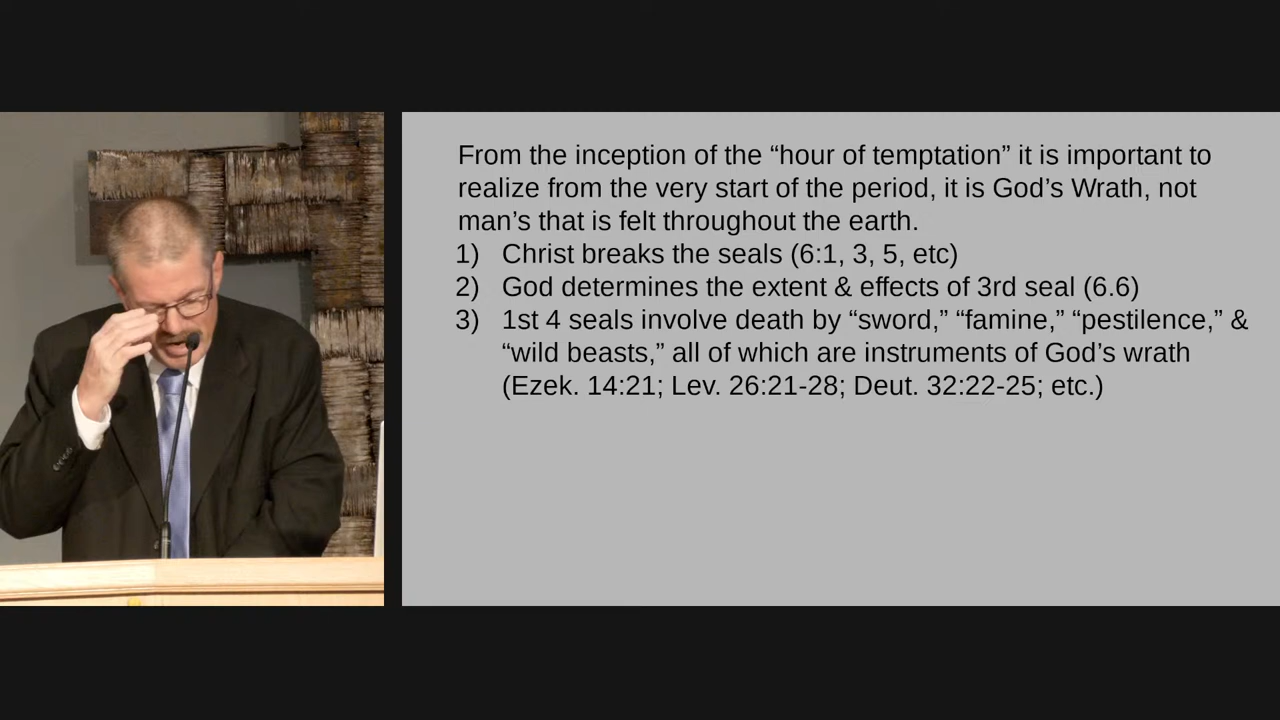 From the inception of the “hour of temptation” it is important to
realize from the very start of the period, it is God’s Wrath, not
man’s that is felt throughout the earth.
1) Christ breaks the seals (6:1, 3, 5, etc)
2) God determines the extent & effects of 3rd seal (6.6)
3) 1st 4 seals involve death by “sword,” “famine,” “pestilence,” &
“wild beasts,” all of which are instruments of God’s wrath
(Ezek. 14:21; Lev. 26:21-28; Deut. 32:22-25; etc.)